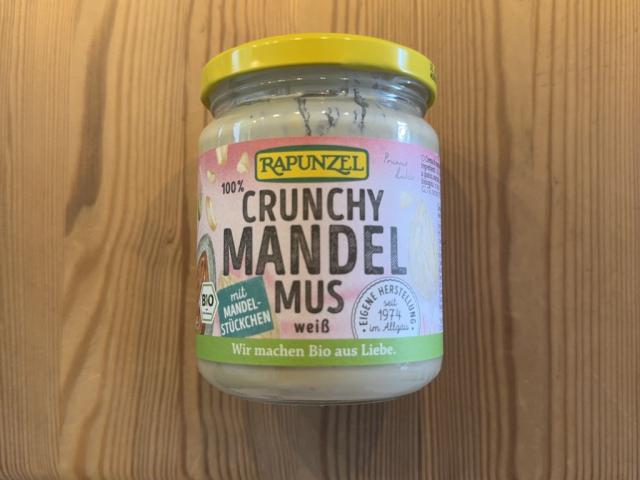 RAPUNZEL
100%
CRUNCHY
MANDEL
MUS
weiß
mit
MANDEL-
STÜCKCHEN
BIO
EIGENE HERSTELLUNG
seit
1974
im Allgäu
Wir machen Bio aus Liebe.